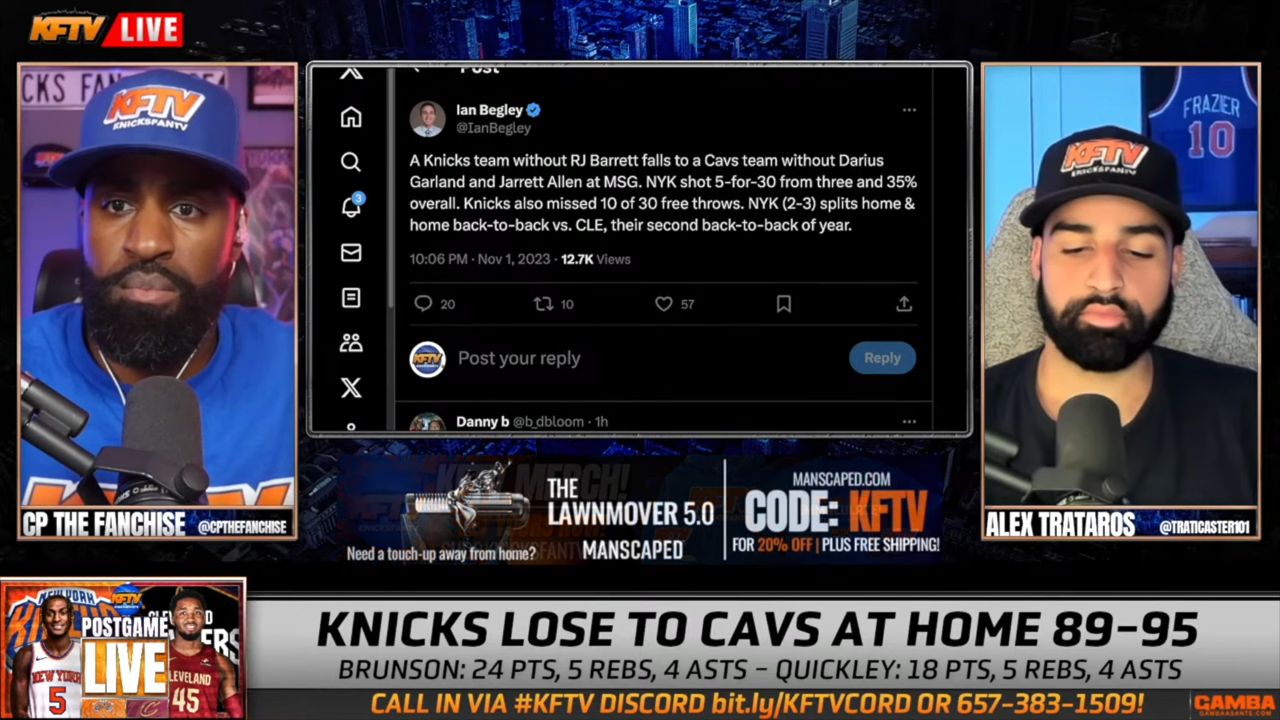 KFTV LIVE
CKS FAN
KFTV
KNICKSFANTV
Post
Ian Begley
@IanBegley
A Knicks team without RJ Barrett falls to a Cavs team without Darius
Garland and Jarrett Allen at MSG. NYK shot 5-for-30 from three and 35%
overall. Knicks also missed 10 of 30 free throws. NYK (2-3) splits home &
home back-to-back vs. CLE, their second back-to-back of year.
10:06 PM · Nov 1, 2023 · 12.7K Views
3
20
10
57
KFTV
Post your reply
Reply
Danny b @b_dbloom · 1h
FRAZIER
10
KFTV
KNICKSFANTV
CP THE FANCHISE @CPTHEFANCHISE
ALEX TRATAROS @TRATICASTER101
THE
LAWNMOVER 5.0
MANSCAPED
Need a touch-up away from home?
MANSCAPED.COM
CODE: KFTV
FOR 20% OFF | PLUS FREE SHIPPING!
NEW YORK
KFTV
POSTGAME
LIVE
NEW YORK
5
CLEVELAND
45
KNICKS LOSE TO CAVS AT HOME 89-95
BRUNSON: 24 PTS, 5 REBS, 4 ASTS - QUICKLEY: 18 PTS, 5 REBS, 4 ASTS
CALL IN VIA #KFTV DISCORD bit.ly/KFTVCORD OR 657-383-1509!
GAMBA
GAMBAASANTE.COM